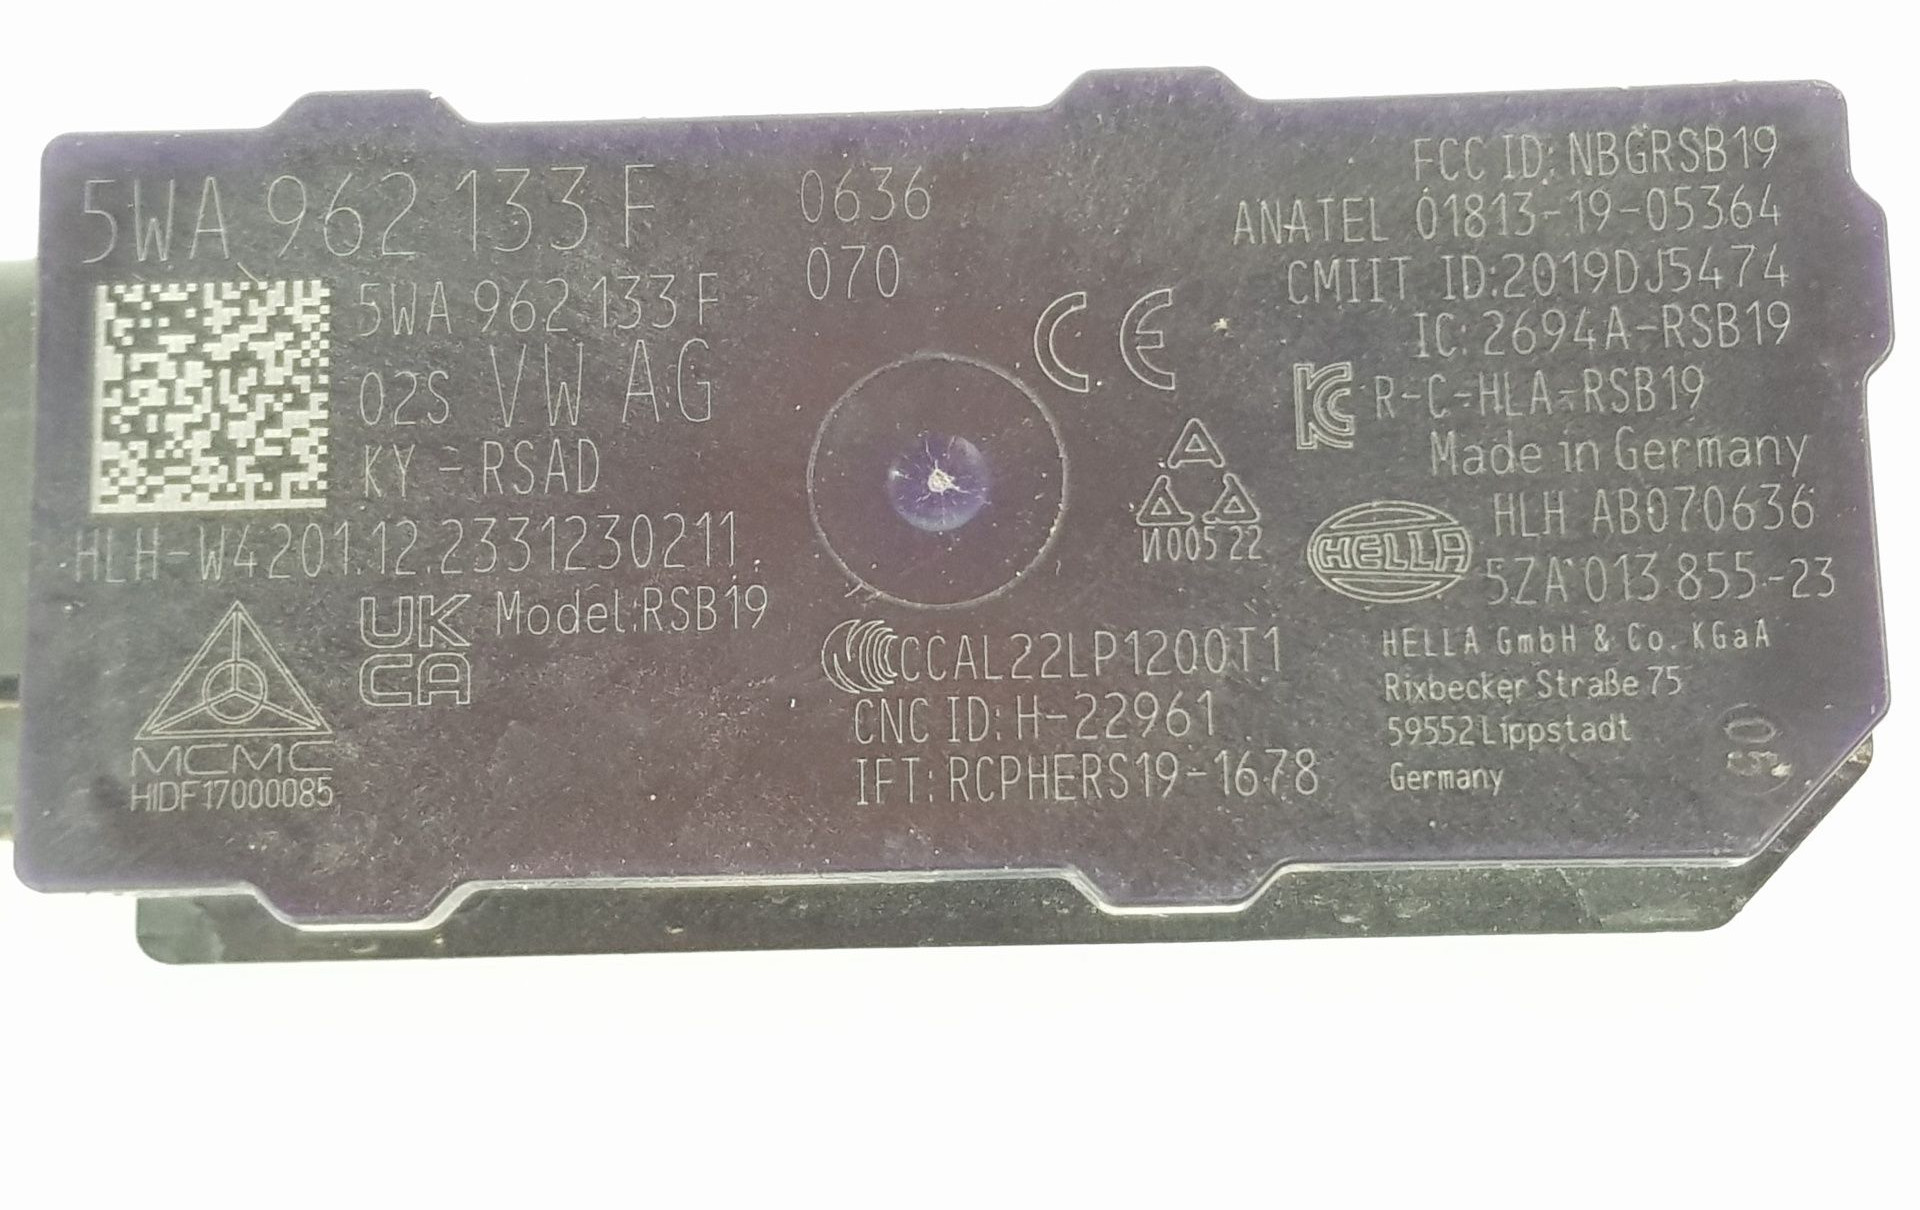 5WA 962 133 F
0636
070
5WA 962 133 F
02S VW AG
KY - RSAD
HLH-W4201.12.2331230211.
UK
CA
Model:RSB19
MCMC
HIDF17000085
CE
A
A A
N005 22
CCAL22LP1200T1
CNC ID: H-22961
IFT: RCPHERS19-1678
FCC ID: NBGRSB19
ANATEL 01813-19-05364
CMIIT ID:2019DJ5474
IC: 2694A-RSB19
R-C-HLA-RSB19
Made in Germany
HLH AB070636
HELLA
5ZA 013 855-23
HELLA GmbH & Co. KGaA
Rixbecker Straße 75
59552 Lippstadt
Germany